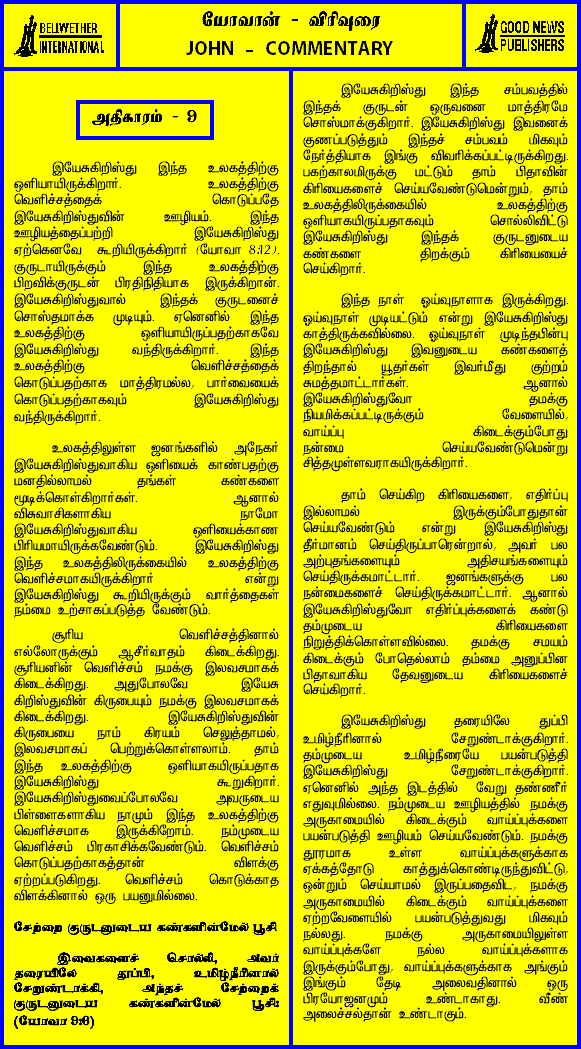 BELWETHER
INTERNATIONAL
யோவான் - விரிவுரை
JOHN - COMMENTARY
GOOD NEWS
PUBLISHERS
அதிகாரம் - 9
இயேசுகிறிஸ்து இந்த உலகத்திற்கு
ஒளியாயிருக்கிறார். உலகத்திற்கு
வெளிச்சத்தைக் கொடுப்பதே
இயேசுகிறிஸ்துவின் ஊழியம். இந்த
ஊழியத்தைப்பற்றி இயேசுகிறிஸ்து
ஏற்கெனவே கூறியிருக்கிறார் (யோவா 8:12).
குருடாயிருக்கும் இந்த உலகத்திற்கு
பிறவிக்குருடன் பிரதிநிதியாக இருக்கிறான்.
இயேசுகிறிஸ்துவால் இந்தக் குருடனைச்
சொஸ்தமாக்க முடியும். ஏனெனில் இந்த
உலகத்திற்கு ஒளியாயிருப்பதற்காகவே
இயேசுகிறிஸ்து வந்திருக்கிறார். இந்த
உலகத்திற்கு வெளிச்சத்தைக்
கொடுப்பதற்காக மாத்திரமல்ல, பார்வையைக்
கொடுப்பதற்காகவும் இயேசுகிறிஸ்து
வந்திருக்கிறார்.
உலகத்திலுள்ள ஜனங்களில் அநேகர்
இயேசுகிறிஸ்துவாகிய ஒளியைக் காண்பதற்கு
மனதில்லாமல் தங்கள் கண்களை
மூடிக்கொள்கிறார்கள். ஆனால்
விசுவாசிகளாகிய நாமோ
இயேசுகிறிஸ்துவாகிய ஒளியைக்காண
பிரியமாயிருக்கவேண்டும். இயேசுகிறிஸ்து
இந்த உலகத்திலிருக்கையில் உலகத்திற்கு
வெளிச்சமாகயிருக்கிறார் என்று
இயேசுகிறிஸ்து கூறியிருக்கும் வார்த்தைகள்
நம்மை உற்சாகப்படுத்த வேண்டும்.
சூரிய வெளிச்சத்தினால்
எல்லோருக்கும் ஆசீர்வாதம் கிடைக்கிறது.
சூரியனின் வெளிச்சம் நமக்கு இலவசமாகக்
கிடைக்கிறது. அதுபோலவே இயேசு
கிறிஸ்துவின் கிருபையும் நமக்கு இலவசமாகக்
கிடைக்கிறது. இயேசுகிறிஸ்துவின்
கிருபையை நாம் கிரயம் செலுத்தாமல்,
இலவசமாகப் பெற்றுக்கொள்ளலாம். தாம்
இந்த உலகத்திற்கு ஒளியாகயிருப்பதாக
இயேசுகிறிஸ்து கூறுகிறார்.
இயேசுகிறிஸ்துவைப்போலவே அவருடைய
பிள்ளைகளாகிய நாமும் இந்த உலகத்திற்கு
வெளிச்சமாக இருக்கிறோம். நம்முடைய
வெளிச்சம் பிரகாசிக்கவேண்டும். வெளிச்சம்
கொடுப்பதற்காகத்தான் விளக்கு
ஏற்றப்படுகிறது. வெளிச்சம் கொடுக்காத
விளக்கினால் ஒரு பயனுமில்லை.
சேற்றை குருடனுடைய கண்களின்மேல் பூசி
இவைகளைச் சொல்லி, அவர்
தரையிலே துப்பி, உமிழ்நீரினால்
சேறுண்டாக்கி, அந்தச் சேற்றைக்
குருடனுடைய கண்களின்மேல் பூசி:
(யோவா 9:6)
இயேசுகிறிஸ்து இந்த சம்பவத்தில்
இந்தக் குருடன் ஒருவனை மாத்திரமே
சொஸ்மாக்குகிறார். இயேசுகிறிஸ்து இவனைக்
குணப்படுத்தும் இந்தச் சம்பவம் மிகவும்
நேர்த்தியாக இங்கு விவரிக்கப்பட்டிருக்கிறது.
பகற்காலமிருக்கு மட்டும் தாம் பிதாவின்
கிரியைகளைச் செய்யவேண்டுமென்றும், தாம்
உலகத்திலிருக்கையில் உலகத்திற்கு
ஒளியாகயிருப்பதாகவும் சொல்லிவிட்டு
இயேசுகிறிஸ்து இந்தக் குருடனுடைய
கண்களை திறக்கும் கிரியையைச்
செய்கிறார்.
இந்த நாள் ஓய்வுநாளாக இருக்கிறது.
ஓய்வுநாள் முடியட்டும் என்று இயேசுகிறிஸ்து
காத்திருக்கவில்லை. ஓய்வுநாள் முடிந்தபின்பு
இயேசுகிறிஸ்து இவனுடைய கண்களைத்
திறந்தால் யூதர்கள் இவர்மீது குற்றம்
சுமத்தமாட்டார்கள். ஆனால்
இயேசுகிறிஸ்துவோ தமக்கு
நியமிக்கப்பட்டிருக்கும் வேளையில்,
வாய்ப்பு கிடைக்கும்போது
நன்மை செய்யவேண்டுமென்று
சித்தமுள்ளவராகயிருக்கிறார்.
தாம் செய்கிற கிரியைகளை, எதிர்ப்பு
இல்லாமல் இருக்கும்போதுதான்
செய்யவேண்டும் என்று இயேசுகிறிஸ்து
தீர்மானம் செய்திருப்பாரென்றால், அவர் பல
அற்புதங்களையும் அதிசயங்களையும்
செய்திருக்கமாட்டார். ஜனங்களுக்கு பல
நன்மைகளைச் செய்திருக்கமாட்டார். ஆனால்
இயேசுகிறிஸ்துவோ எதிர்ப்புக்களைக் கண்டு
தம்முடைய கிரியைகளை
நிறுத்திக்கொள்ளவில்லை. தமக்கு சமயம்
கிடைக்கும் போதெல்லாம் தம்மை அனுப்பின
பிதாவாகிய தேவனுடைய கிரியைகளைச்
செய்கிறார்.
இயேசுகிறிஸ்து தரையிலே துப்பி
உமிழ்நீரினால் சேறுண்டாக்குகிறார்.
தம்முடைய உமிழ்நீரையே பயன்படுத்தி
இயேசுகிறிஸ்து சேறுண்டாக்குகிறார்.
ஏனெனில் அந்த இடத்தில் வேறு தண்ணீர்
எதுவுமில்லை. நம்முடைய ஊழியத்தில் நமக்கு
அருகாமையில் கிடைக்கும் வாய்ப்புக்களை
பயன்படுத்தி ஊழியம் செய்யவேண்டும். நமக்கு
தூரமாக உள்ள வாய்ப்புக்களுக்காக
ஏக்கத்தோடு காத்துக்கொண்டிருந்துவிட்டு,
ஒன்றும் செய்யாமல் இருப்பதைவிட, நமக்கு
அருகாமையில் கிடைக்கும் வாய்ப்புக்களை
ஏற்றவேளையில் பயன்படுத்துவது மிகவும்
நல்லது. நமக்கு அருகாமையிலுள்ள
வாய்ப்புக்களே நல்ல வாய்ப்புக்களாக
இருக்கும்போது, வாய்ப்புக்களுக்காக அங்கும்
இங்கும் தேடி அலைவதினால் ஒரு
பிரயோஜனமும் உண்டாகாது. வீண்
அலைச்சல்தான் உண்டாகும்.